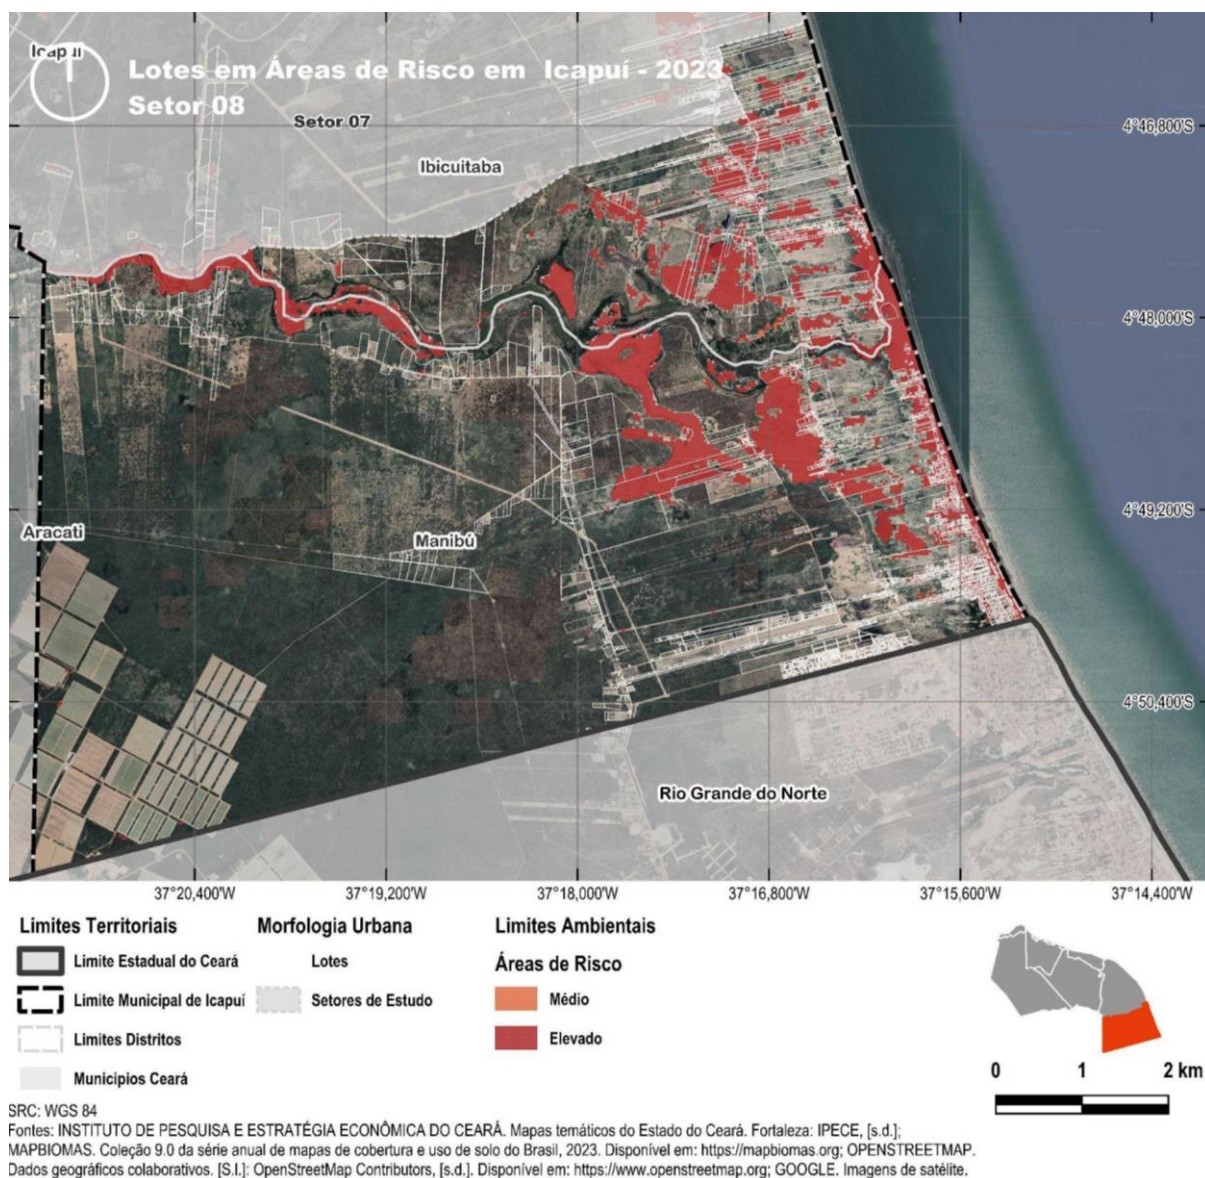 Icapuí
Lotes em Áreas de Risco em Icapuí - 2023
Setor 08
Setor 07
4°46,800'S
Ibicuitaba
4°48,000'S
4°49,200'S
Aracati
Manibú
4°50,400'S
Rio Grande do Norte
37°20,400'W
37°19,200'W
37°18,000'W
37°16,800'W
37°15,600'W
37°14,400'W
Limites Territoriais
Limite Estadual do Ceará
Limite Municipal de Icapuí
Limites Distritos
Municipios Ceará
Morfologia Urbana
Lotes
Setores de Estudo
Limites Ambientais
Áreas de Risco
Médio
Elevado
0 1 2 km
SRC: WGS 84
Fontes: INSTITUTO DE PESQUISA E ESTRATÉGIA ECONÔMICA DO CEARÁ. Mapas temáticos do Estado do Ceará. Fortaleza: IPECE, [s.d.];
MAPBIOMAS. Coleção 9.0 da série anual de mapas de cobertura e uso de solo do Brasil, 2023. Disponível em: https://mapbiomas.org; OPENSTREETMAP.
Dados geográficos colaborativos. [S.l.]: OpenStreetMap Contributors, [s.d.]. Disponível em: https://www.openstreetmap.org; GOOGLE. Imagens de satélite.